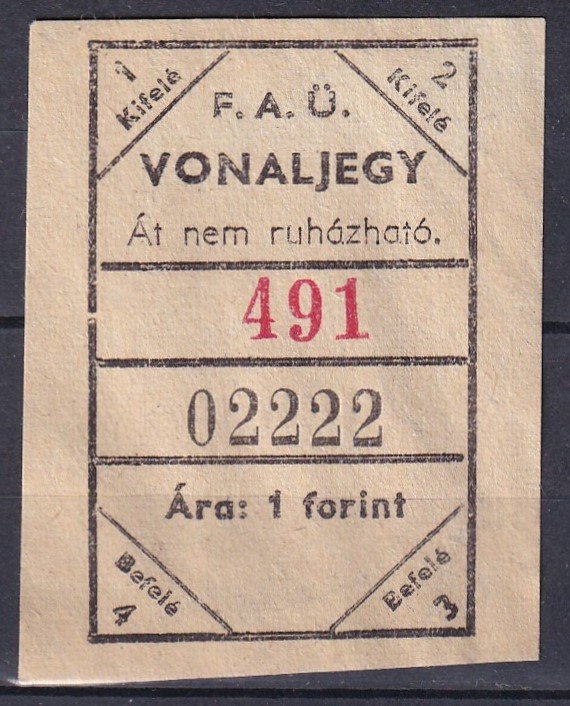 1
Kifelé
2
Kifelé
F. A. Ü.
VONALJEGY
Át nem ruházható.
491
02222
Ára: 1 forint
Befelé
4
Befelé
3